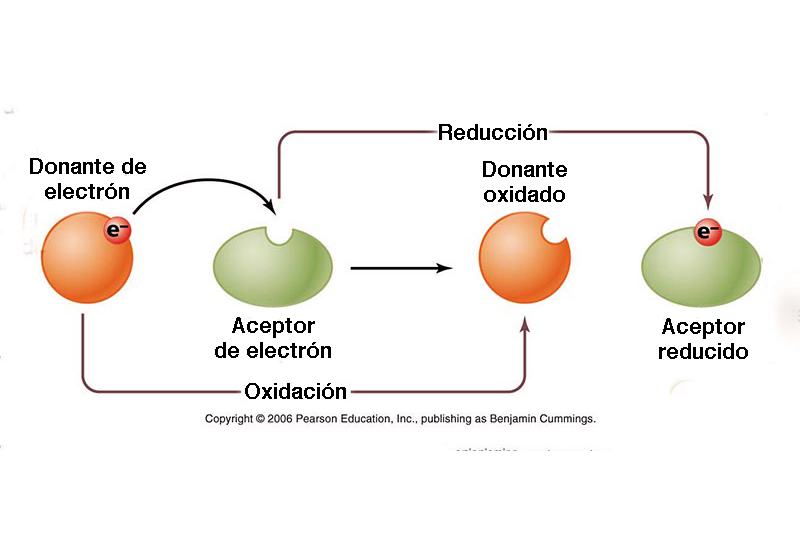 Reducción
Donante de
electrón
e⁻
Donante
oxidado
e⁻
Aceptor
de electrón
Aceptor
reducido
Oxidación
Copyright © 2006 Pearson Education, Inc., publishing as Benjamin Cummings.